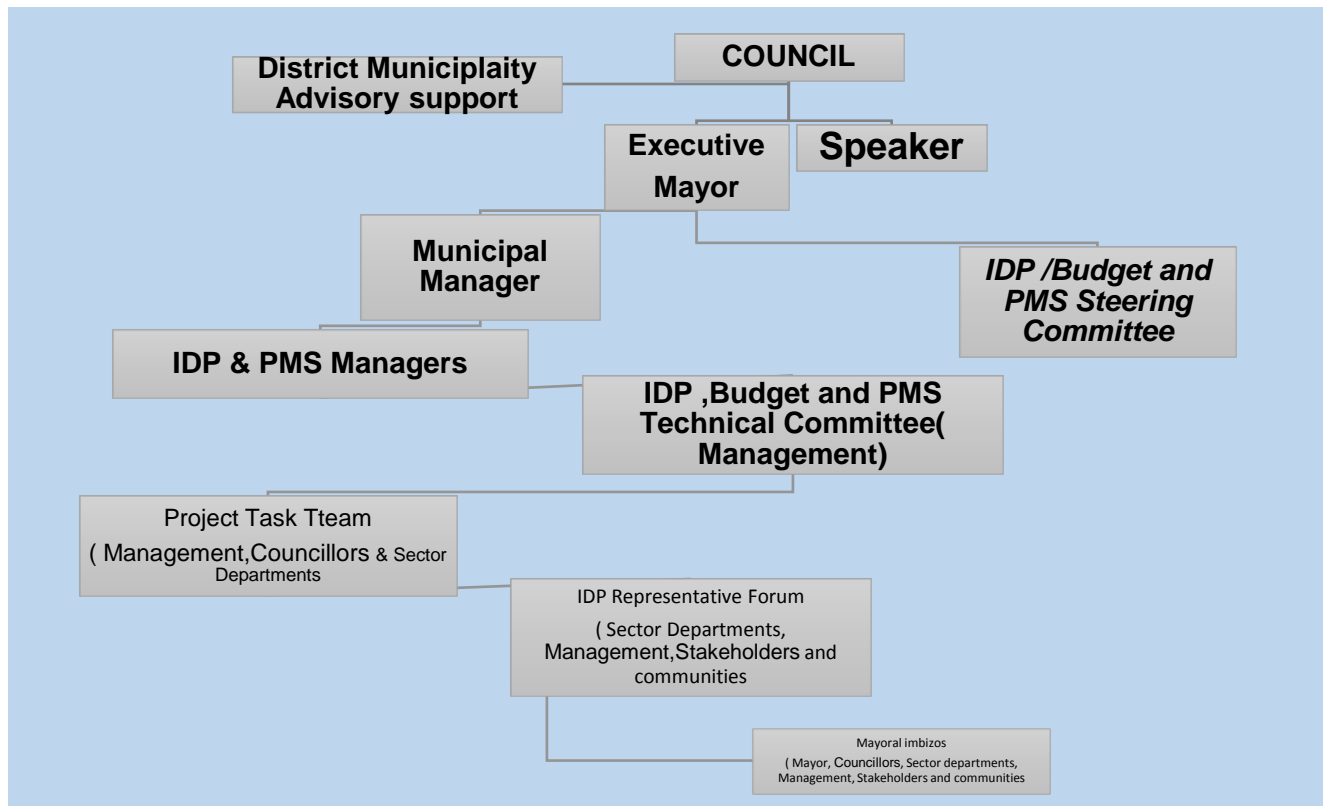 COUNCIL
District Municiplaity
Advisory support
Executive
Mayor
Speaker
Municipal
Manager
IDP /Budget and
PMS Steering
Committee
IDP & PMS Managers
IDP ,Budget and PMS
Technical Committee(
Management)
Project Task Tteam
( Management,Councillors & Sector
Departments
IDP Representative Forum
( Sector Departments,
Management,Stakeholders and
communities
Mayoral imbizos
( Mayor, Councillors, Sector departments,
Management, Stakeholders and communities